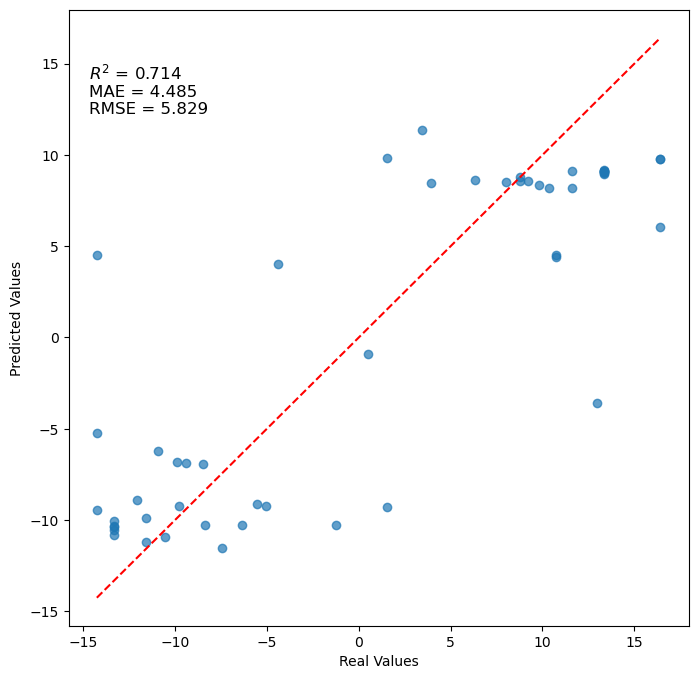 R² = 0.714
MAE = 4.485
RMSE = 5.829
15
10
5
0
−5
−10
−15
Predicted Values
−15 −10 −5 0 5 10 15
Real Values